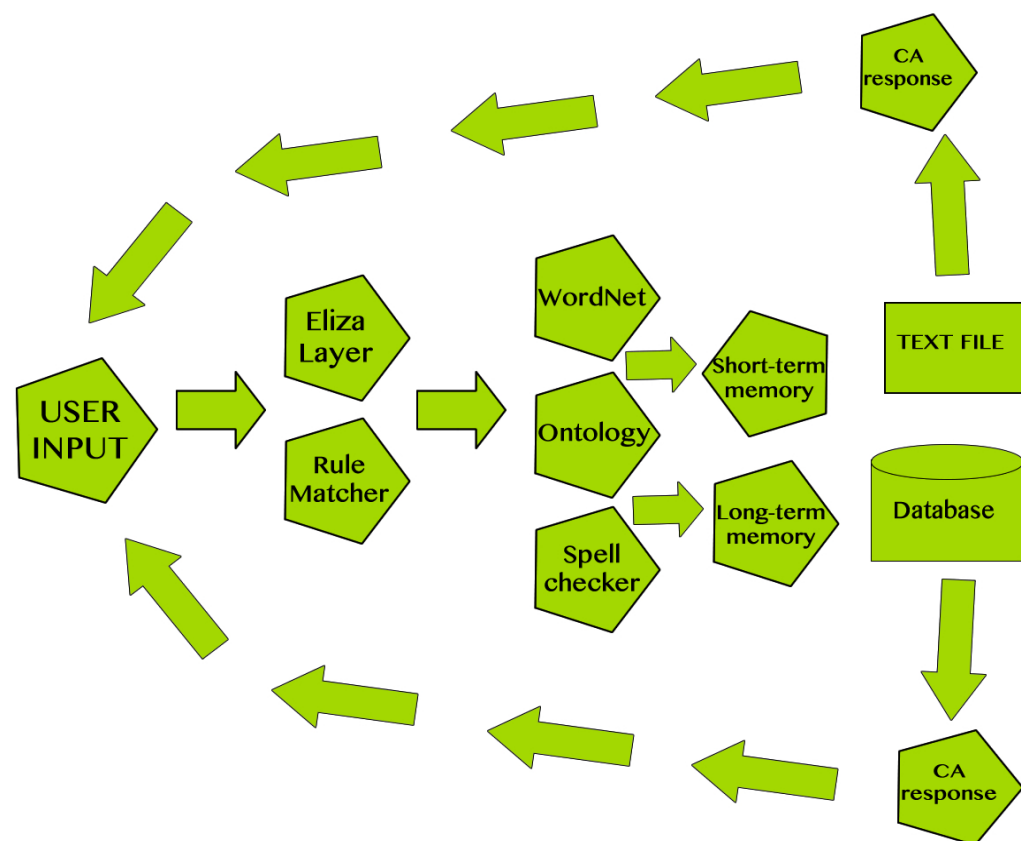 CA
response
USER
INPUT
Eliza
Layer
Rule
Matcher
WordNet
Ontology
Spell
checker
Short-term
memory
Long-term
memory
TEXT FILE
Database
CA
response